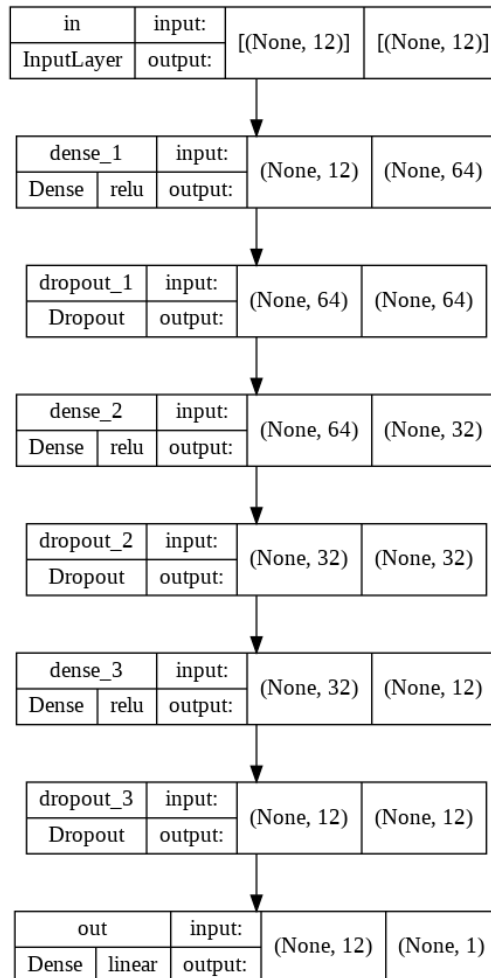 in input: [(None, 12)] [(None, 12)]
InputLayer output:
dense_1 input: (None, 12) (None, 64)
Dense relu output:
dropout_1 input: (None, 64) (None, 64)
Dropout output:
dense_2 input: (None, 64) (None, 32)
Dense relu output:
dropout_2 input: (None, 32) (None, 32)
Dropout output:
dense_3 input: (None, 32) (None, 12)
Dense relu output:
dropout_3 input: (None, 12) (None, 12)
Dropout output:
out input: (None, 12) (None, 1)
Dense linear output: